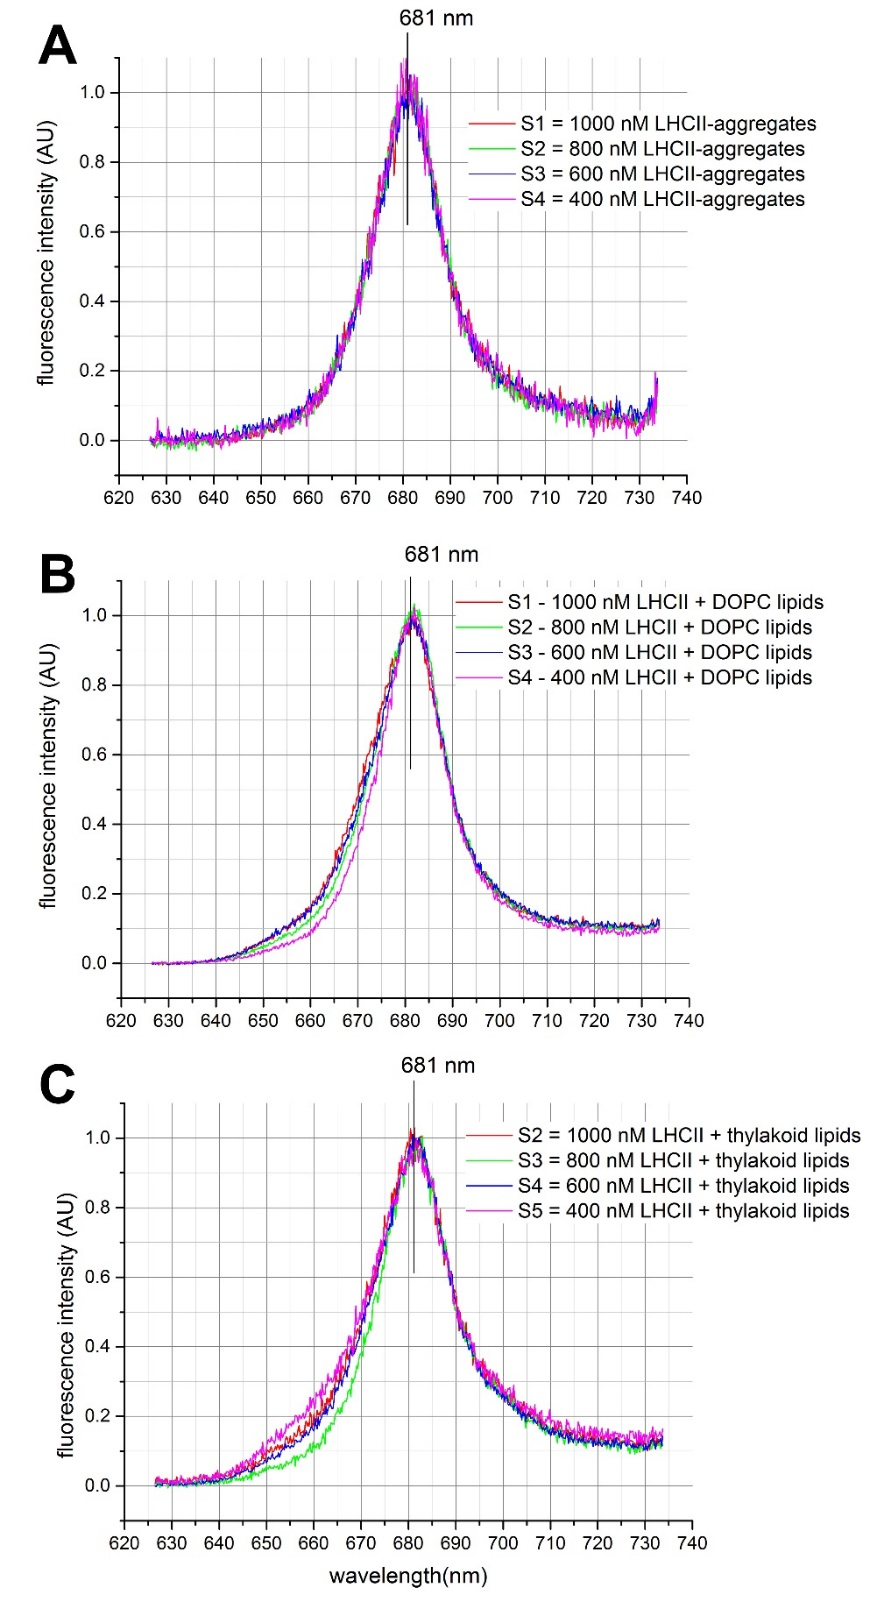 681 nm
A
S1 = 1000 nM LHCII-aggregates
S2 = 800 nM LHCII-aggregates
S3 = 600 nM LHCII-aggregates
S4 = 400 nM LHCII-aggregates
fluorescence intensity (AU)
1.0
0.8
0.6
0.4
0.2
0.0
620 630 640 650 660 670 680 690 700 710 720 730 740
681 nm
B
S1 - 1000 nM LHCII + DOPC lipids
S2 - 800 nM LHCII + DOPC lipids
S3 - 600 nM LHCII + DOPC lipids
S4 - 400 nM LHCII + DOPC lipids
fluorescence intensity (AU)
1.0
0.8
0.6
0.4
0.2
0.0
620 630 640 650 660 670 680 690 700 710 720 730 740
681 nm
C
S2 = 1000 nM LHCII + thylakoid lipids
S3 = 800 nM LHCII + thylakoid lipids
S4 = 600 nM LHCII + thylakoid lipids
S5 = 400 nM LHCII + thylakoid lipids
fluorescence intensity (AU)
1.0
0.8
0.6
0.4
0.2
0.0
620 630 640 650 660 670 680 690 700 710 720 730 740
wavelength(nm)